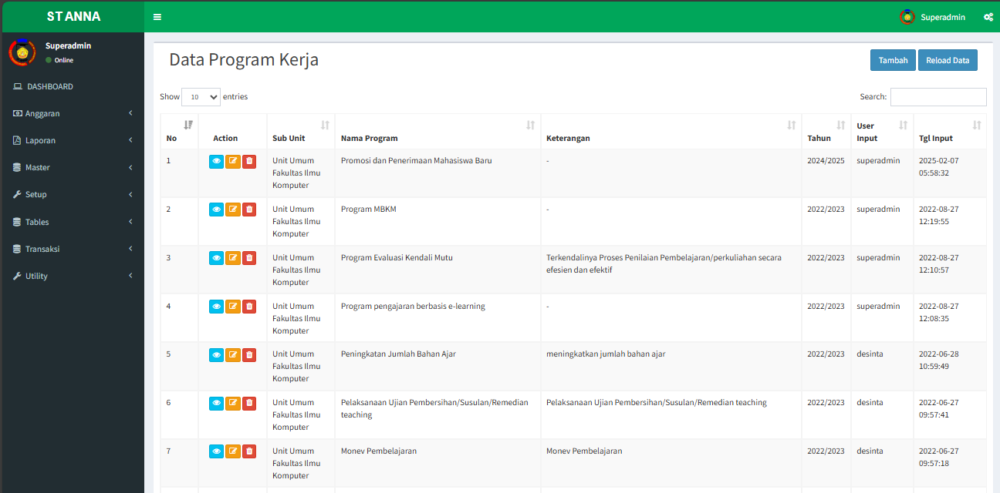 ST ANNA
Superadmin
Superadmin
Online
DASHBOARD
Anggaran
Laporan
Master
Setup
Tables
Transaksi
Utility
Data Program Kerja
Tambah
Reload Data
Show 10 entries
Search:
No Action Sub Unit Nama Program Keterangan Tahun User Input Tgl Input
1 Unit Umum Promosi dan Penerimaan Mahasiswa Baru - 2024/2025 superadmin 2025-02-07
Fakultas Ilmu 05:58:32
Komputer
2 Unit Umum Program MBKM - 2022/2023 superadmin 2022-08-27
Fakultas Ilmu 12:19:55
Komputer
3 Unit Umum Program Evaluasi Kendali Mutu Terkendalinya Proses Penilaian Pembelajaran/perkuliahan secara 2022/2023 superadmin 2022-08-27
Fakultas Ilmu efesien dan efektif 12:10:57
Komputer
4 Unit Umum Program pengajaran berbasis e-learning - 2022/2023 superadmin 2022-08-27
Fakultas Ilmu 12:08:35
Komputer
5 Unit Umum Peningkatan Jumlah Bahan Ajar meningkatkan jumlah bahan ajar 2022/2023 desinta 2022-06-28
Fakultas Ilmu 10:59:49
Komputer
6 Unit Umum Pelaksanaan Ujian Pembersihan/Susulan/Remedian Pelaksanaan Ujian Pembersihan/Susulan/Remedian teaching 2022/2023 desinta 2022-06-27
Fakultas Ilmu teaching 09:57:41
Komputer
7 Unit Umum Monev Pembelajaran Monev Pembelajaran 2022/2023 desinta 2022-06-27
Fakultas Ilmu 09:57:18
Komputer